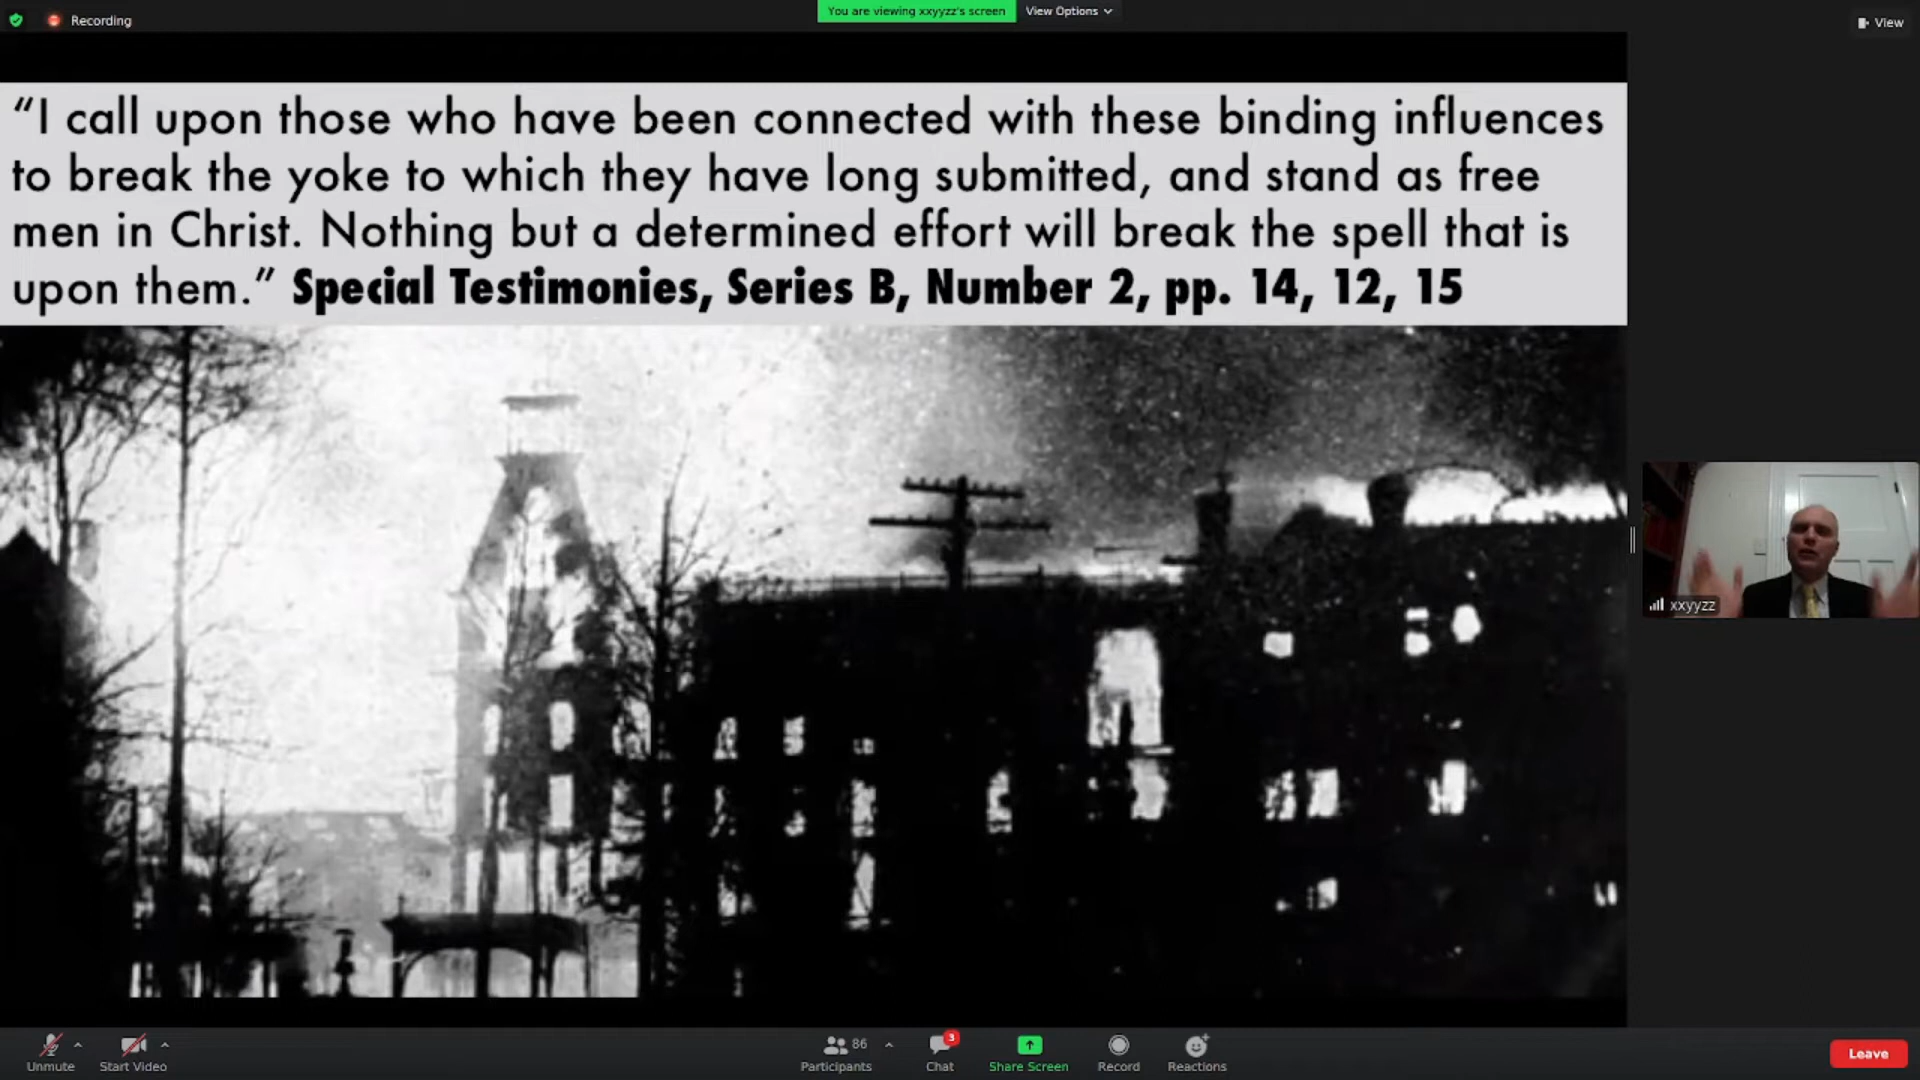 Recording
You are viewing xxyyzz's screen
View Options
View
“I call upon those who have been connected with these binding influences
to break the yoke to which they have long submitted, and stand as free
men in Christ. Nothing but a determined effort will break the spell that is
upon them.” Special Testimonies, Series B, Number 2, pp. 14, 12, 15
xxyyzz
Unmute
Start Video
86
Participants
3
Chat
Share Screen
Record
Reactions
Leave